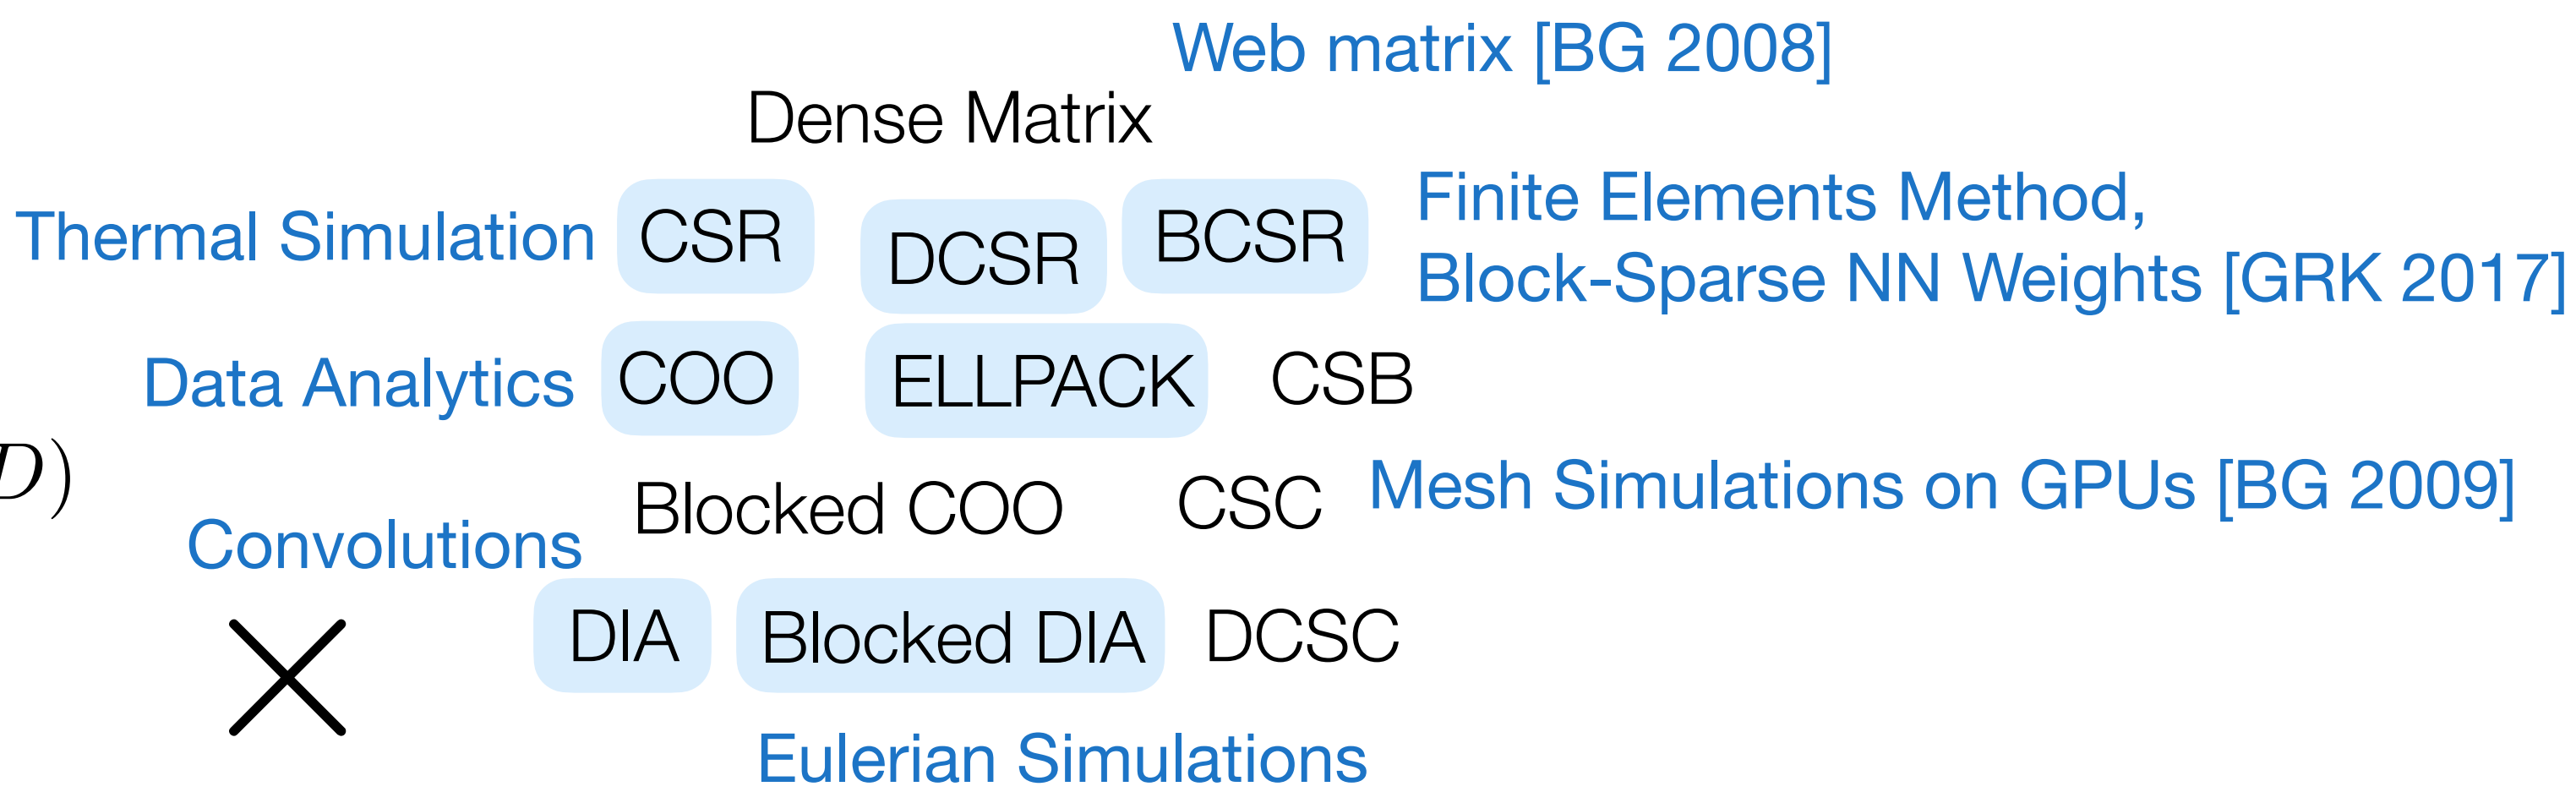 Web matrix [BG 2008]
Dense Matrix
Thermal Simulation CSR DCSR BCSR Finite Elements Method,
Block-Sparse NN Weights [GRK 2017]
Data Analytics COO ELLPACK CSB
D)
Blocked COO CSC Mesh Simulations on GPUs [BG 2009]
Convolutions
DIA Blocked DIA DCSC
Eulerian Simulations